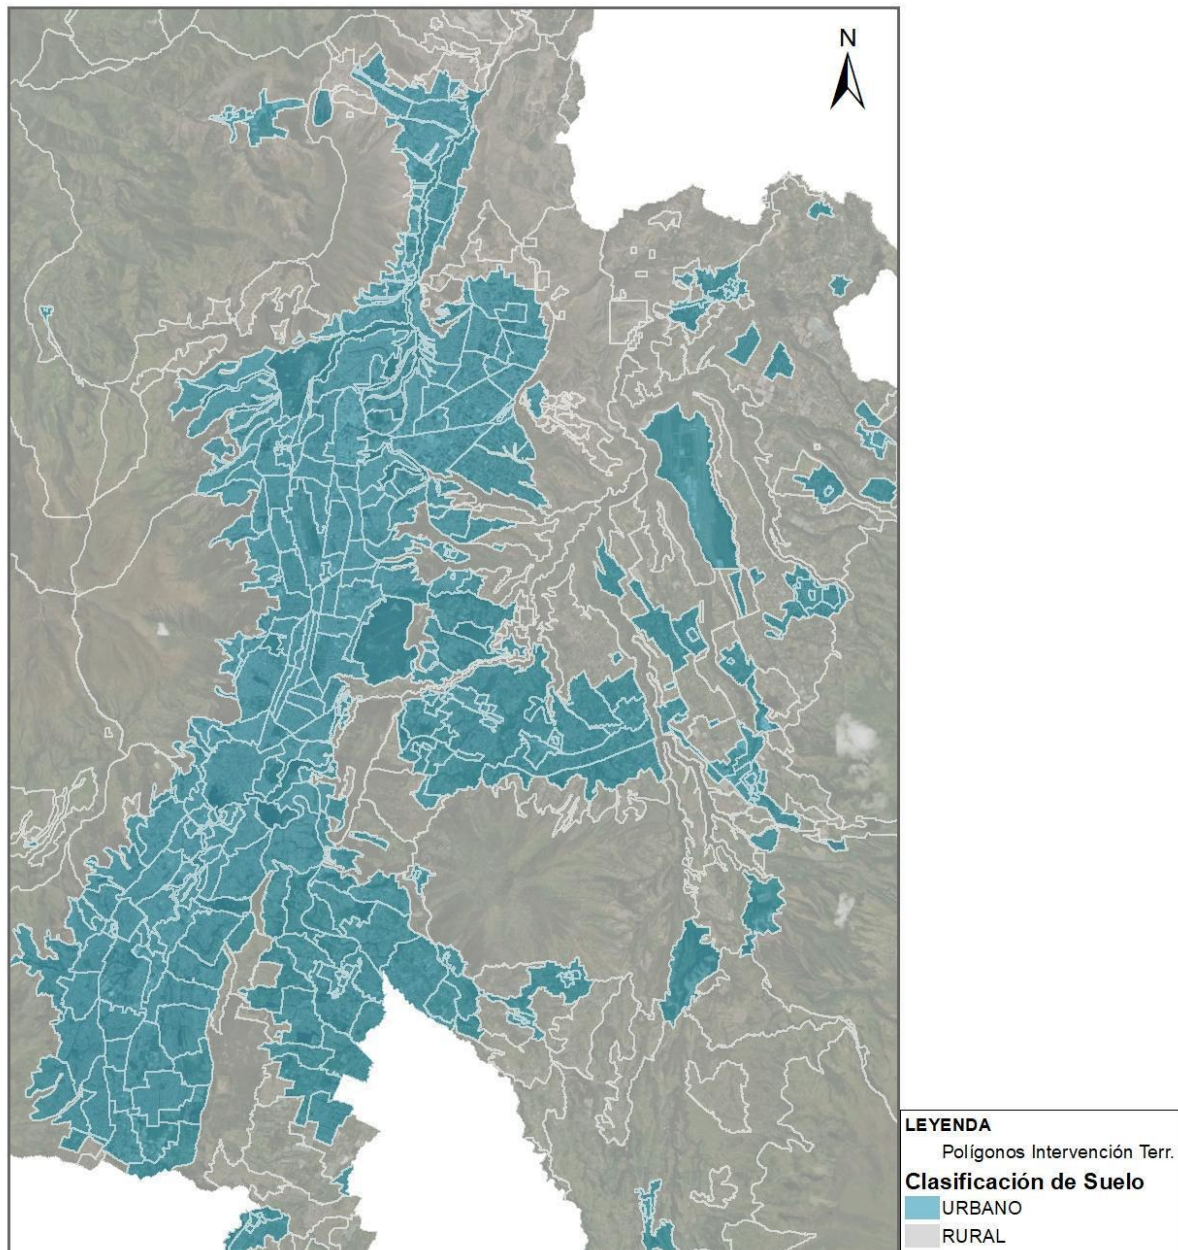 N
LEYENDA
Polígonos Intervención Terr.
Clasificación de Suelo
URBANO
RURAL